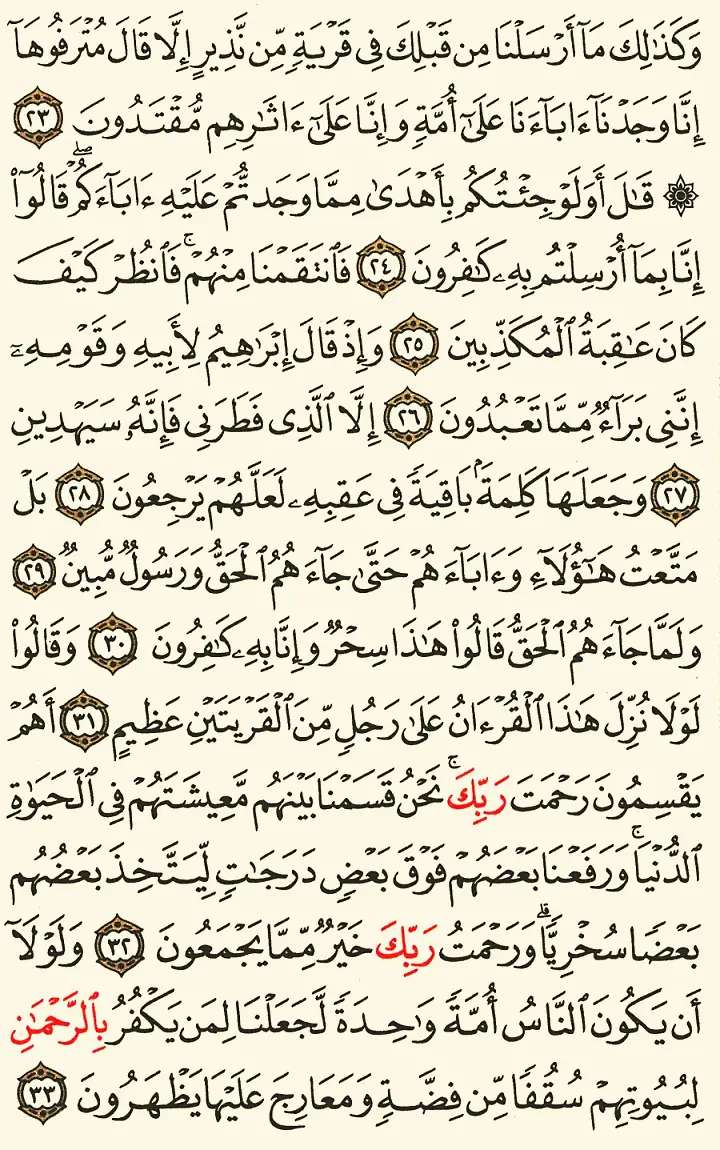 وَكَذَٰلِكَ مَآ أَرْسَلْنَا مِن قَبْلِكَ فِى قَرْيَةٍ مِّن نَّذِيرٍ إِلَّا قَالَ مُتْرَفُوهَآ
إِنَّا وَجَدْنَآ ءَابَآءَنَا عَلَىٰٓ أُمَّةٍ وَإِنَّا عَلَىٰٓ ءَاثَـٰرِهِم مُّقْتَدُونَ ٢٣
۞ قَـٰلَ أَوَلَوْ جِئْتُكُم بِأَهْدَىٰ مِمَّا وَجَدتُّمْ عَلَيْهِ ءَابَآءَكُمْ ۖ قَالُوٓا۟
إِنَّا بِمَآ أُرْسِلْتُم بِهِۦ كَـٰفِرُونَ ٢٤ فَٱنتَقَمْنَا مِنْهُمْ ۖ فَٱنظُرْ كَيْفَ
كَانَ عَـٰقِبَةُ ٱلْمُكَذِّبِينَ ٢٥ وَإِذْ قَالَ إِبْرَٰهِيمُ لِأَبِيهِ وَقَوْمِهِۦٓ
إِنَّنِى بَرَآءٌ مِّمَّا تَعْبُدُونَ ٢٦ إِلَّا ٱلَّذِى فَطَرَنِى فَإِنَّهُۥ سَيَهْدِينِ
٢٧ وَجَعَلَهَا كَلِمَةًۢ بَاقِيَةً فِى عَقِبِهِۦ لَعَلَّهُمْ يَرْجِعُونَ ٢٨ بَلْ
مَتَّعْتُ هَـٰٓؤُلَآءِ وَءَابَآءَهُمْ حَتَّىٰ جَآءَهُمُ ٱلْحَقُّ وَرَسُولٌ مُّبِينٌ ٢٩
وَلَمَّا جَآءَهُمُ ٱلْحَقُّ قَالُوا۟ هَـٰذَا سِحْرٌ وَإِنَّا بِهِۦ كَـٰفِرُونَ ٣٠ وَقَالُوا۟
لَوْلَا نُزِّلَ هَـٰذَا ٱلْقُرْءَانُ عَلَىٰ رَجُلٍ مِّنَ ٱلْقَرْيَتَيْنِ عَظِيمٍ ٣١ أَهُمْ
يَقْسِمُونَ رَحْمَتَ رَبِّكَ ۚ نَحْنُ قَسَمْنَا بَيْنَهُم مَّعِيشَتَهُمْ فِى ٱلْحَيَوٰةِ
ٱلدُّنْيَا ۚ وَرَفَعْنَا بَعْضَهُمْ فَوْقَ بَعْضٍ دَرَجَـٰتٍ لِّيَتَّخِذَ بَعْضُهُم
بَعْضًا سُخْرِيًّا ۗ وَرَحْمَتُ رَبِّكَ خَيْرٌ مِّمَّا يَجْمَعُونَ ٣٢ وَلَوْلَآ
أَن يَكُونَ ٱلنَّاسُ أُمَّةً وَٰحِدَةً لَّجَعَلْنَا لِمَن يَكْفُرُ بِٱلرَّحْمَـٰنِ
لِبُيُوتِهِمْ سُقُفًا مِّن فِضَّةٍ وَمَعَارِجَ عَلَيْهَا يَظْهَرُونَ ٣٣